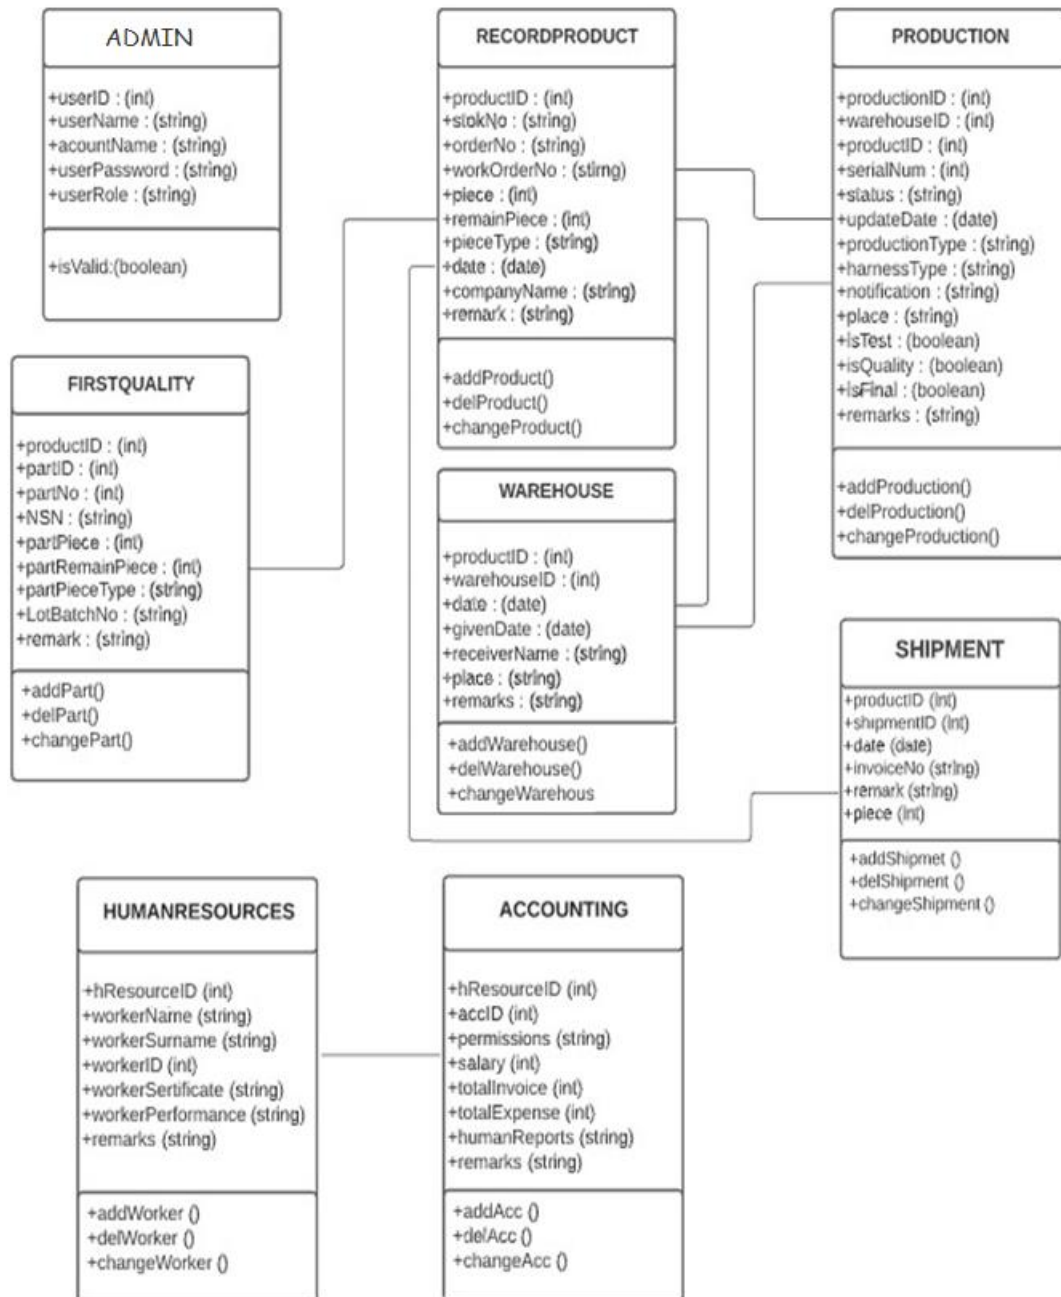 ADMIN
+userID : (int)
+userName : (string)
+acountName : (string)
+userPassword : (string)
+userRole : (string)
+isValid:(boolean)
RECORDPRODUCT
+productID : (int)
+stokNo : (string)
+orderNo : (string)
+workOrderNo : (stirng)
+piece : (int)
+remainPiece : (int)
+pieceType : (string)
+date : (date)
+companyName : (string)
+remark : (string)
+addProduct()
+delProduct()
+changeProduct()
PRODUCTION
+productionID : (int)
+warehouseID : (int)
+productID : (int)
+serialNum : (int)
+status : (string)
+updateDate : (date)
+productionType : (string)
+harnessType : (string)
+notification : (string)
+place : (string)
+isTest : (boolean)
+isQuality : (boolean)
+isFinal : (boolean)
+remarks : (string)
+addProduction()
+delProduction()
+changeProduction()
FIRSTQUALITY
+productID : (int)
+partID : (int)
+partNo : (int)
+NSN : (string)
+partPiece : (int)
+partRemainPiece : (int)
+partPieceType : (string)
+LotBatchNo : (string)
+remark : (string)
+addPart()
+delPart()
+changePart()
WAREHOUSE
+productID : (int)
+warehouseID : (int)
+date : (date)
+givenDate : (date)
+receiverName : (string)
+place : (string)
+remarks : (string)
+addWarehouse()
+delWarehouse()
+changeWarehous
SHIPMENT
+productID (int)
+shipmentID (int)
+date (date)
+invoiceNo (string)
+remark (string)
+piece (int)
+addShipmet ()
+delShipment ()
+changeShipment ()
HUMANRESOURCES
+hResourceID (int)
+workerName (string)
+workerSurname (string)
+workerID (int)
+workerSertificate (string)
+workerPerformance (string)
+remarks (string)
+addWorker ()
+delWorker ()
+changeWorker ()
ACCOUNTING
+hResourceID (int)
+accID (int)
+permissions (string)
+salary (int)
+totalInvoice (int)
+totalExpense (int)
+humanReports (string)
+remarks (string)
+addAcc ()
+delAcc ()
+changeAcc ()